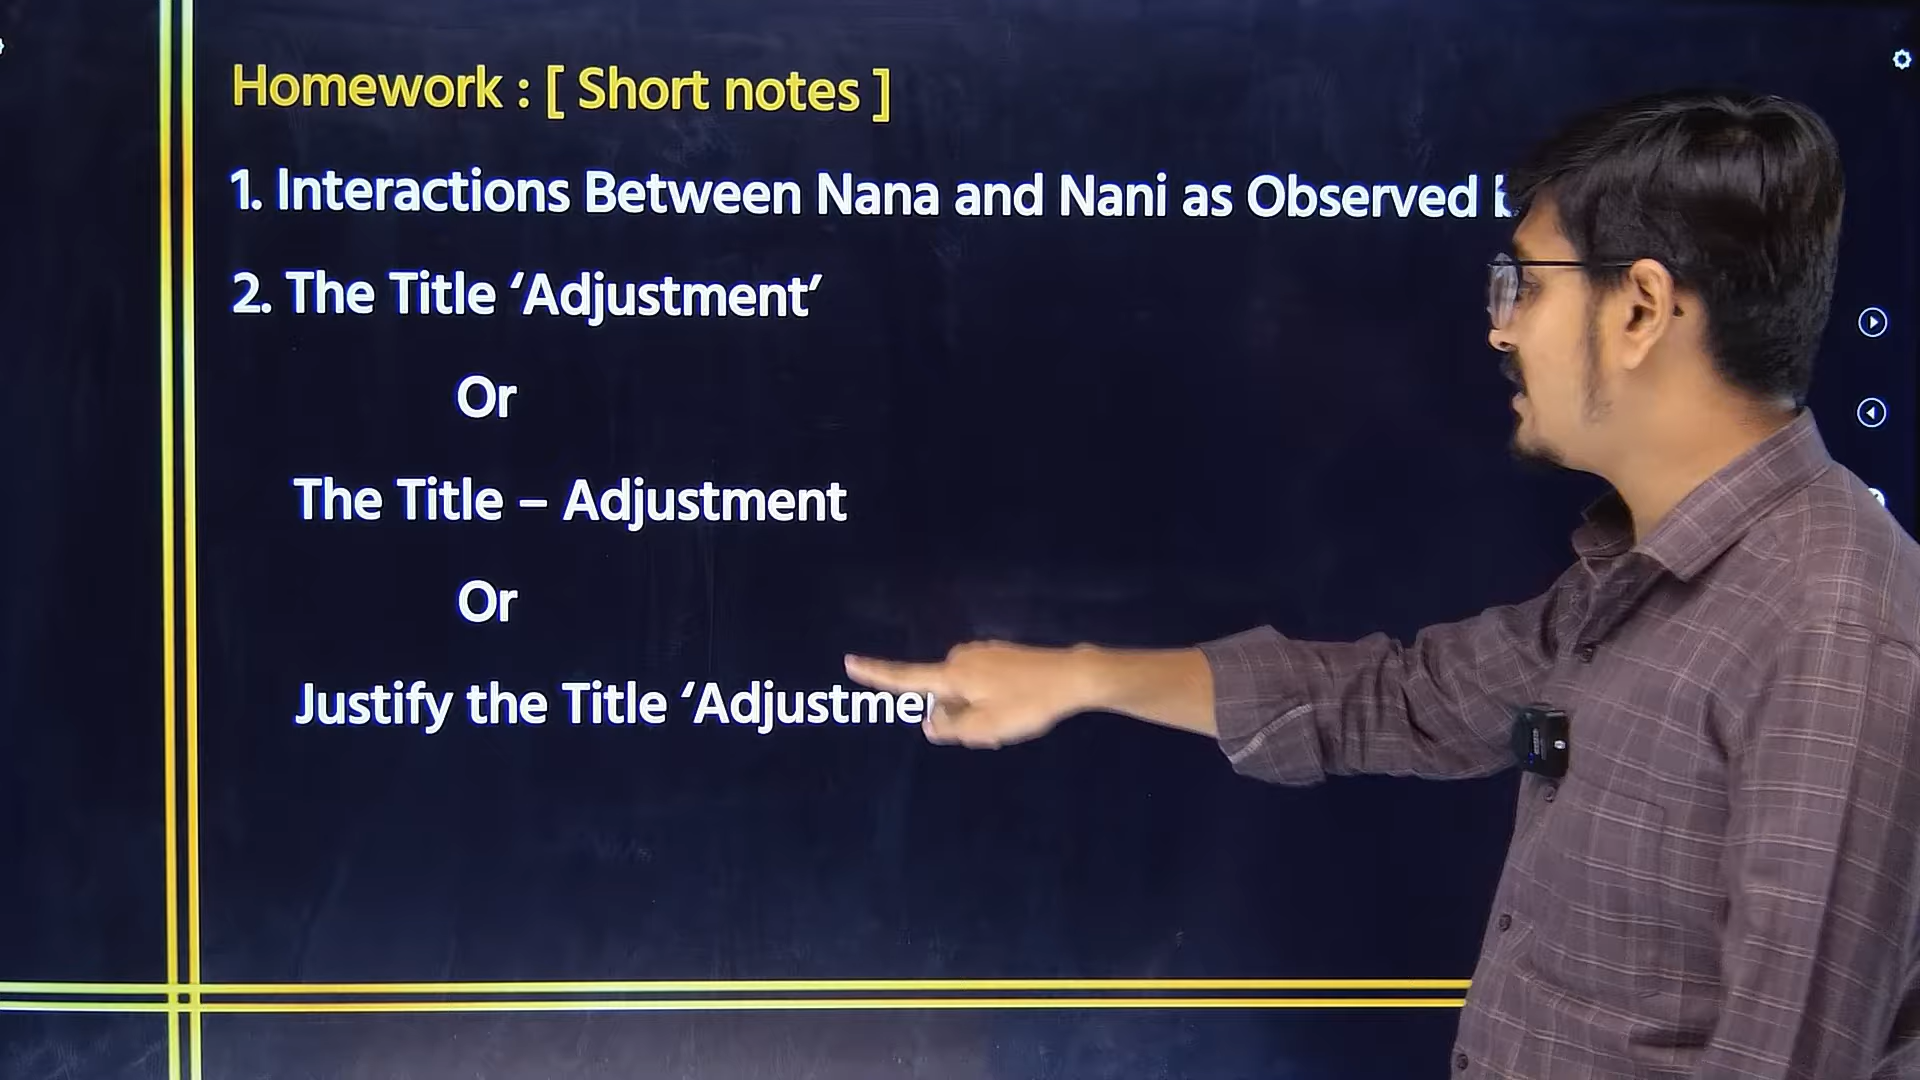 Homework : [ Short notes ]
1. Interactions Between Nana and Nani as Observed
2. The Title ‘Adjustment’
Or
The Title – Adjustment
Or
Justify the Title